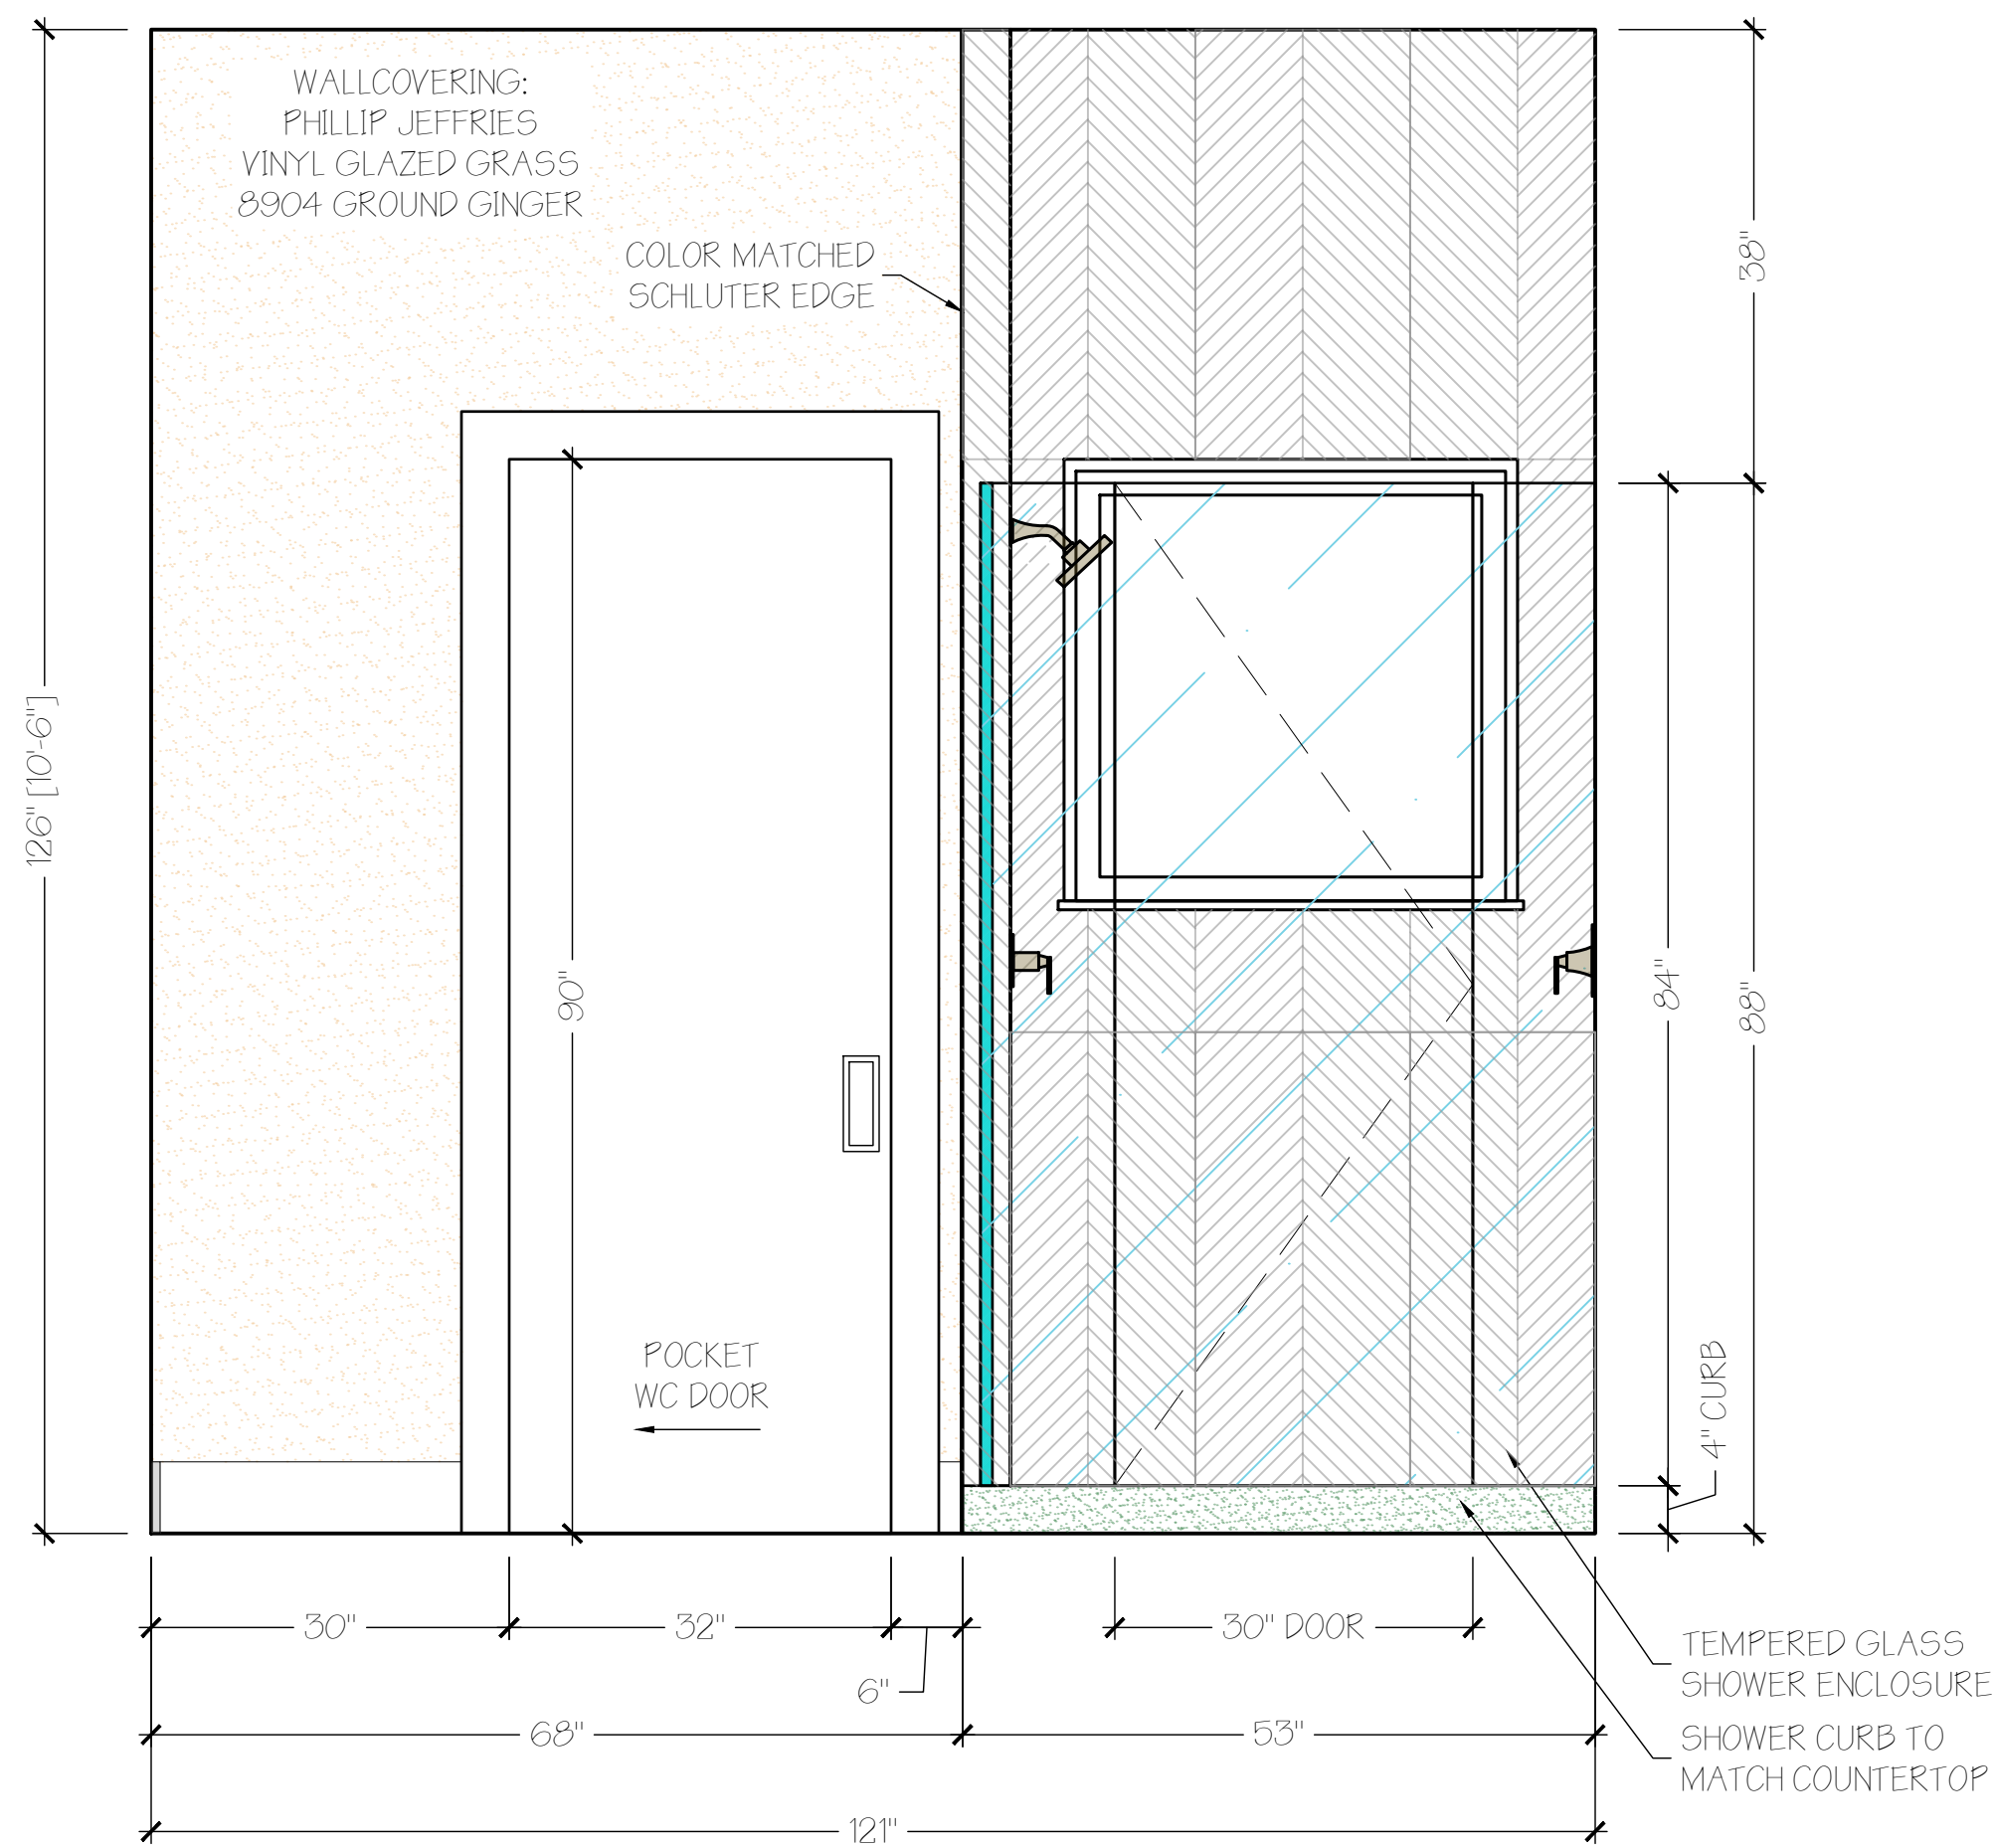 WALLCOVERING:
PHILLIP JEFFRIES
VINYL GLAZED GRASS
8904 GROUND GINGER
COLOR MATCHED
SCHLUTER EDGE
38"
126" [10'-6"]
90"
84"
88"
POCKET
WC DOOR
4" CURB
30"
32"
30" DOOR
6"
TEMPERED GLASS
SHOWER ENCLOSURE
68"
53"
SHOWER CURB TO
MATCH COUNTERTOP
121"